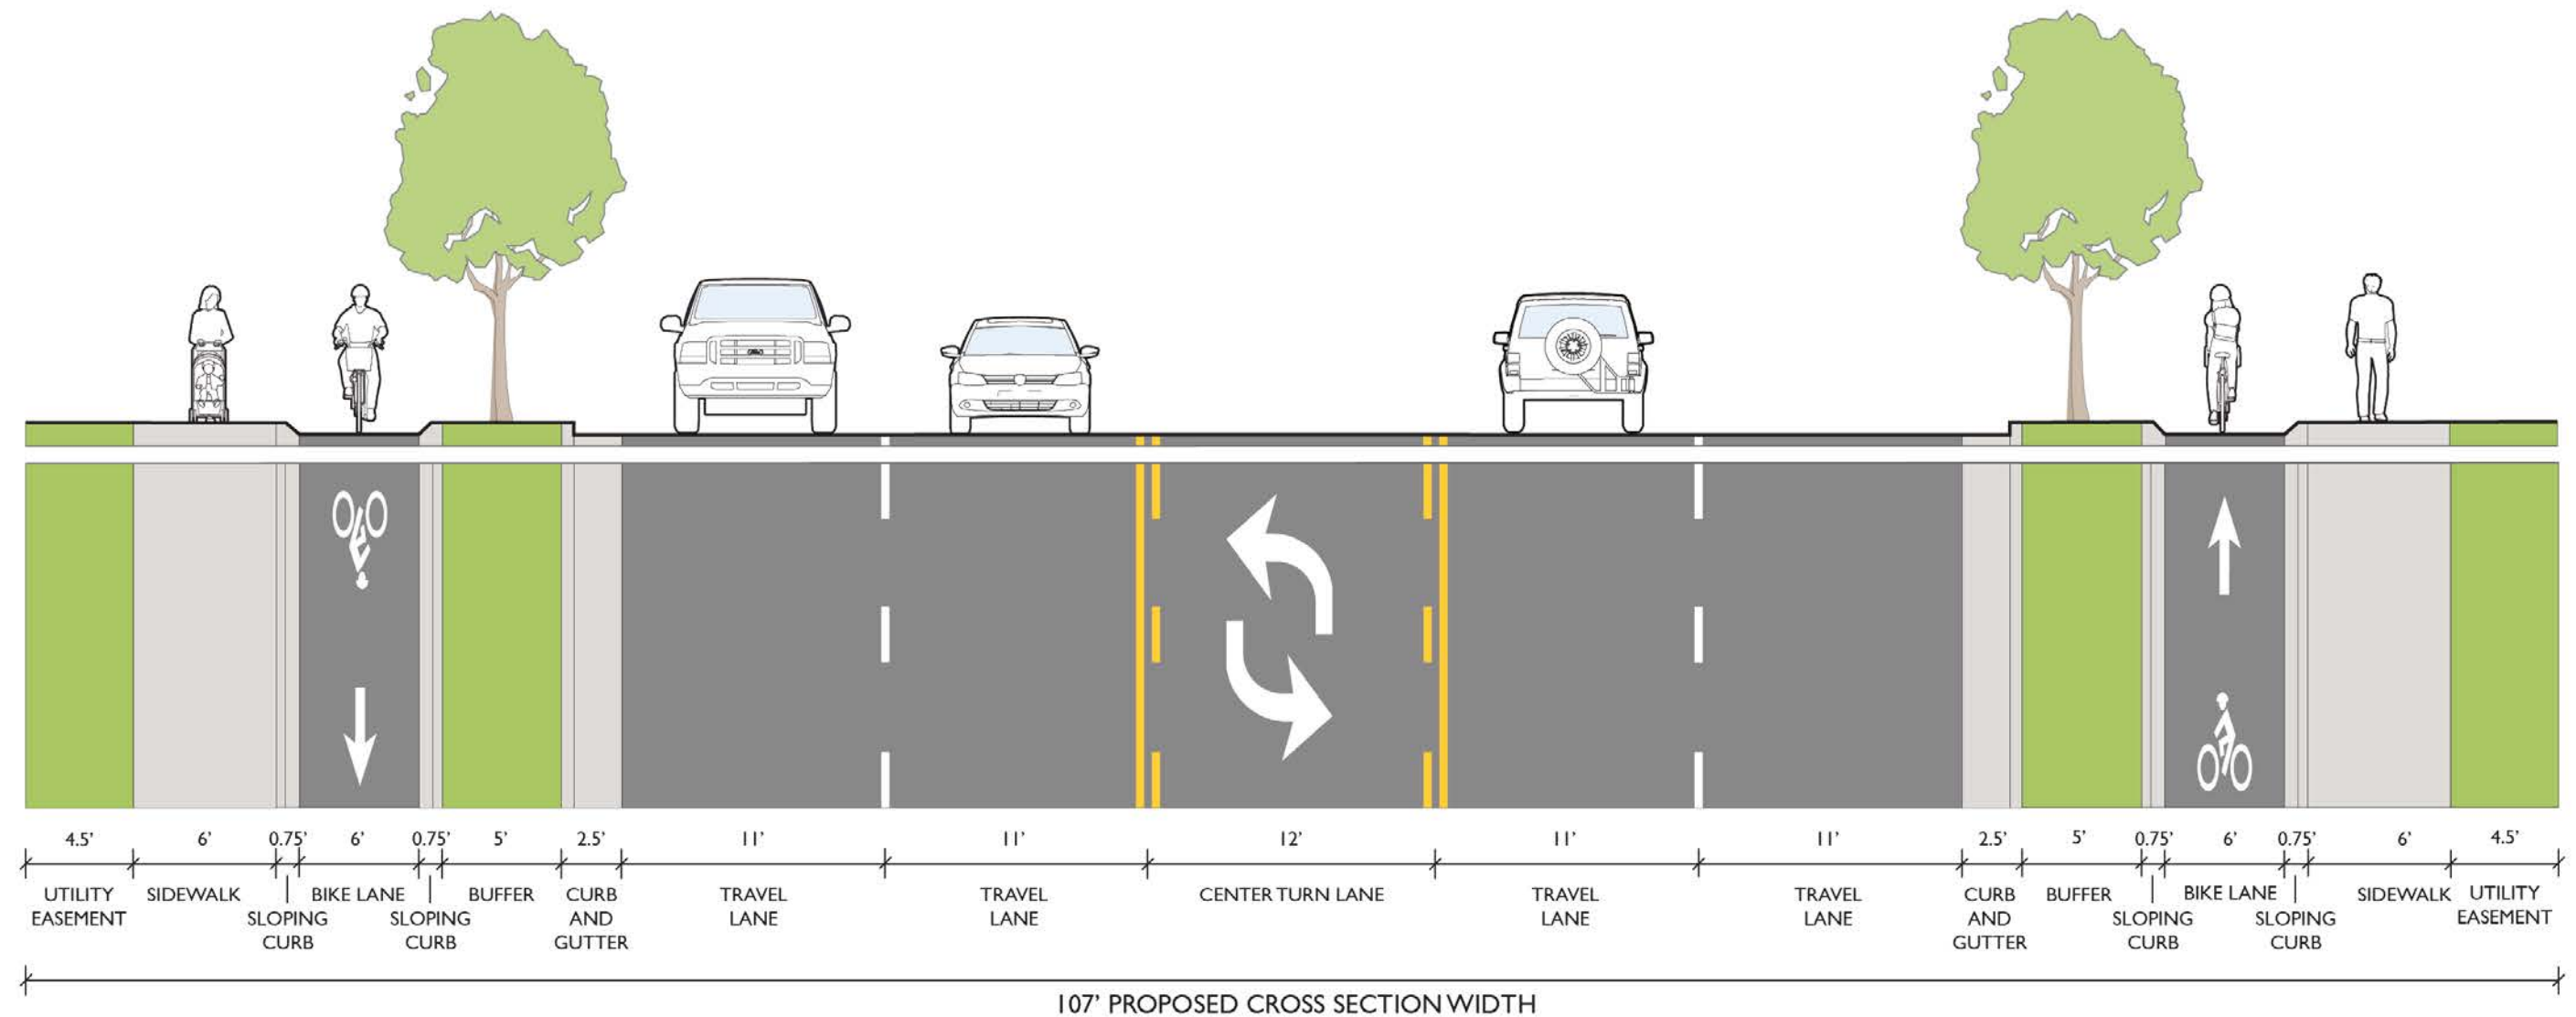 4.5' 6' 0.75' 6' 0.75' 5' 2.5' 11' 11' 12' 11' 11' 2.5' 5' 0.75' 6' 0.75' 6' 4.5'
UTILITY EASEMENT
SIDEWALK
SLOPING CURB
BIKE LANE
SLOPING CURB
BUFFER
CURB AND GUTTER
TRAVEL LANE
TRAVEL LANE
CENTER TURN LANE
TRAVEL LANE
TRAVEL LANE
CURB AND GUTTER
BUFFER
SLOPING CURB
BIKE LANE
SLOPING CURB
SIDEWALK
UTILITY EASEMENT
107' PROPOSED CROSS SECTION WIDTH